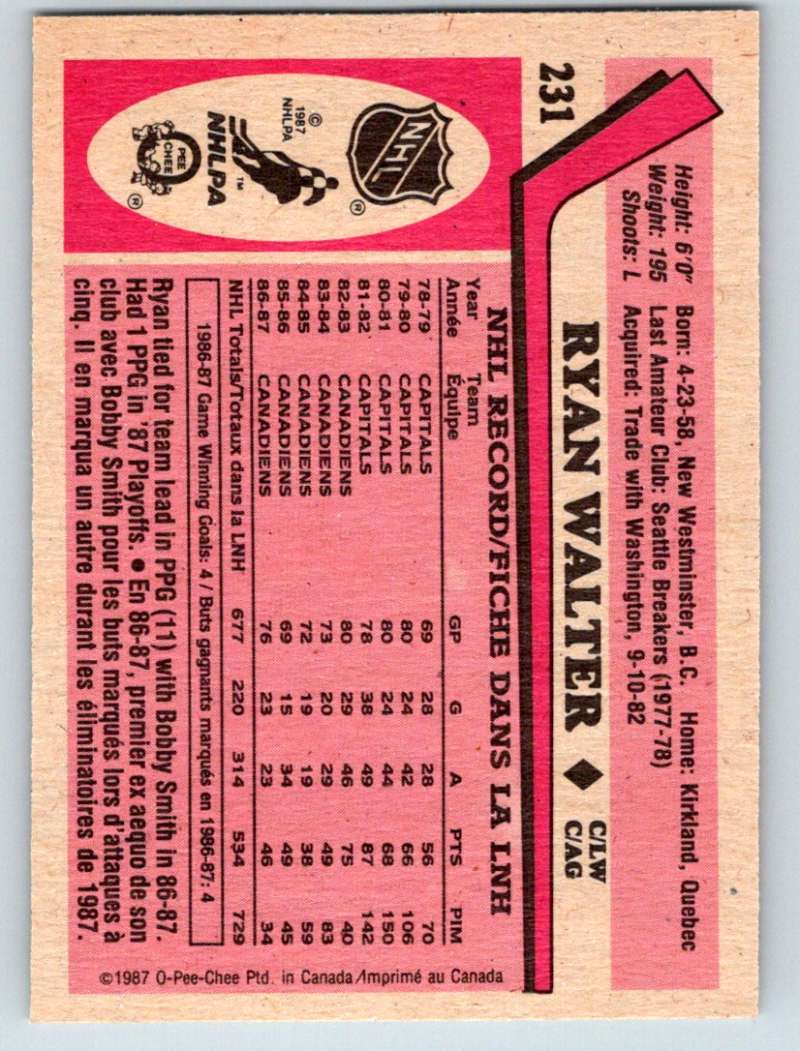 231
RYAN WALTER ◆ C/LW
C/AG
Height: 6'0" Born: 4-23-58, New Westminster, B.C. Home: Kirkland, Quebec
Weight: 195 Last Amateur Club: Seattle Breakers (1977-78)
Shoots: L Acquired: Trade with Washington, 9-10-82
NHL
®
NHLPA
™
© 1987 NHLPA
O PEE CHEE
®
NHL RECORD/FICHE DANS LA LNH
Year Team GP G A PTS PIM
Année Équipe
78-79 CAPITALS 69 28 28 56 70
79-80 CAPITALS 80 24 42 66 106
80-81 CAPITALS 80 24 44 68 150
81-82 CAPITALS 78 38 49 87 142
82-83 CANADIENS 80 29 46 75 40
83-84 CANADIENS 73 20 29 49 83
84-85 CANADIENS 72 19 19 38 59
85-86 CANADIENS 69 15 34 49 45
86-87 CANADIENS 76 23 23 46 34
NHL Totals/Totaux dans la LNH 677 220 314 534 729
1986-87 Game Winning Goals: 4 / Buts gagnants marqués en 1986-87: 4
Ryan tied for team lead in PPG (11) with Bobby Smith in 86-87.
Had 1 PPG in '87 Playoffs. ● En 86-87, premier ex aequo de son
club avec Bobby Smith pour les buts marqués lors d'attaques à
cinq. Il en marqua un autre durant les éliminatoires de 1987.
©1987 O-Pee-Chee Ptd. in Canada/Imprimé au Canada